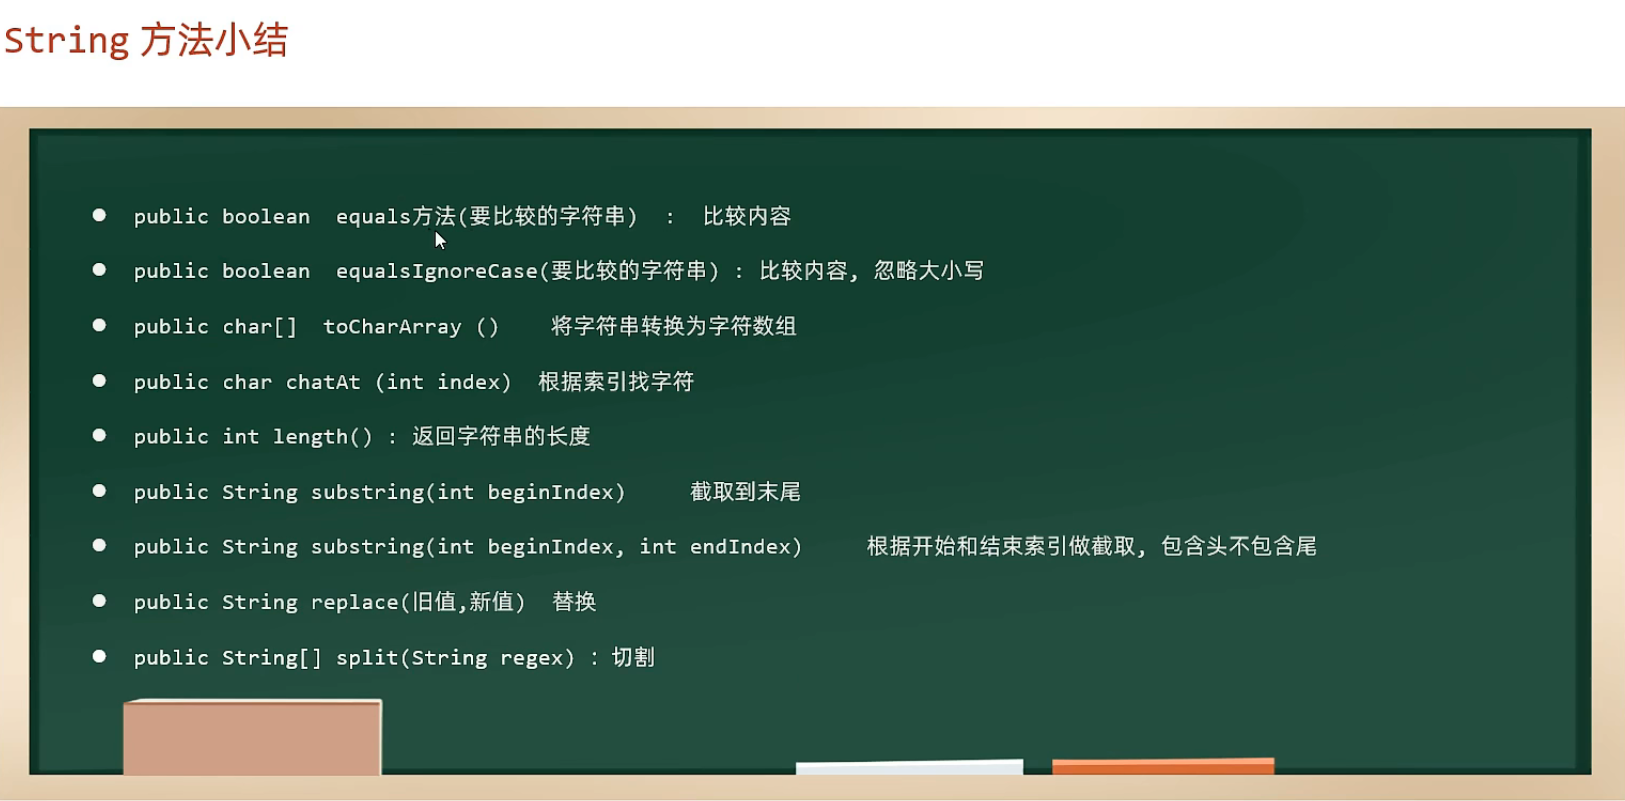 String 方法小结
● public boolean  equals方法(要比较的字符串)  :  比较内容
● public boolean  equalsIgnoreCase(要比较的字符串) : 比较内容, 忽略大小写
● public char[]  toCharArray ()    将字符串转换为字符数组
● public char chatAt (int index)  根据索引找字符
● public int length() : 返回字符串的长度
● public String substring(int beginIndex)     截取到末尾
● public String substring(int beginIndex, int endIndex)     根据开始和结束索引做截取, 包含头不包含尾
● public String replace(旧值,新值)  替换
● public String[] split(String regex) : 切割